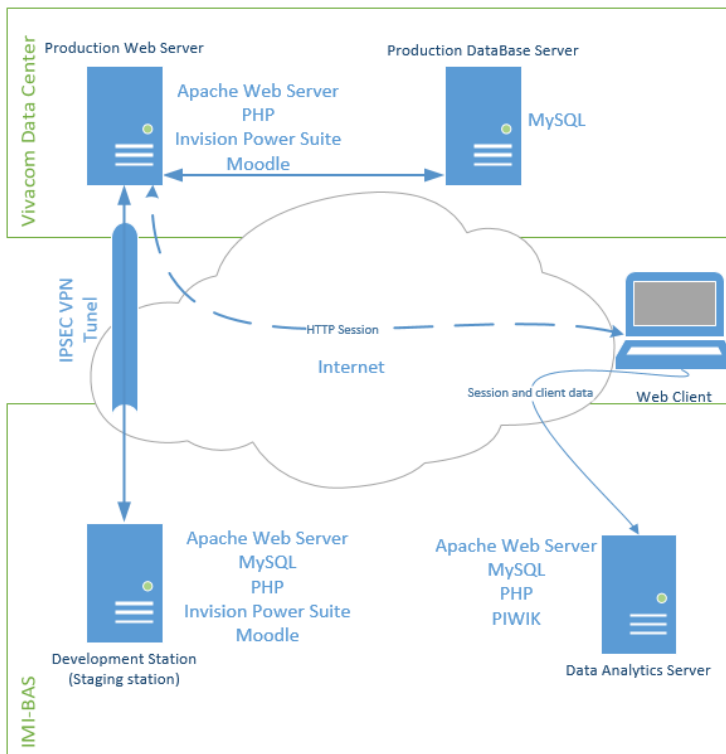 Vivacom Data Center
Production Web Server
Production DataBase Server
Apache Web Server
PHP
Invision Power Suite
Moodle
MySQL
IPSEC VPN
Tunel
HTTP Session
Internet
Session and client data
Web Client
IMI-BAS
Apache Web Server
MySQL
PHP
Invision Power Suite
Moodle
Development Station
(Staging station)
Apache Web Server
MySQL
PHP
PIWIK
Data Analytics Server